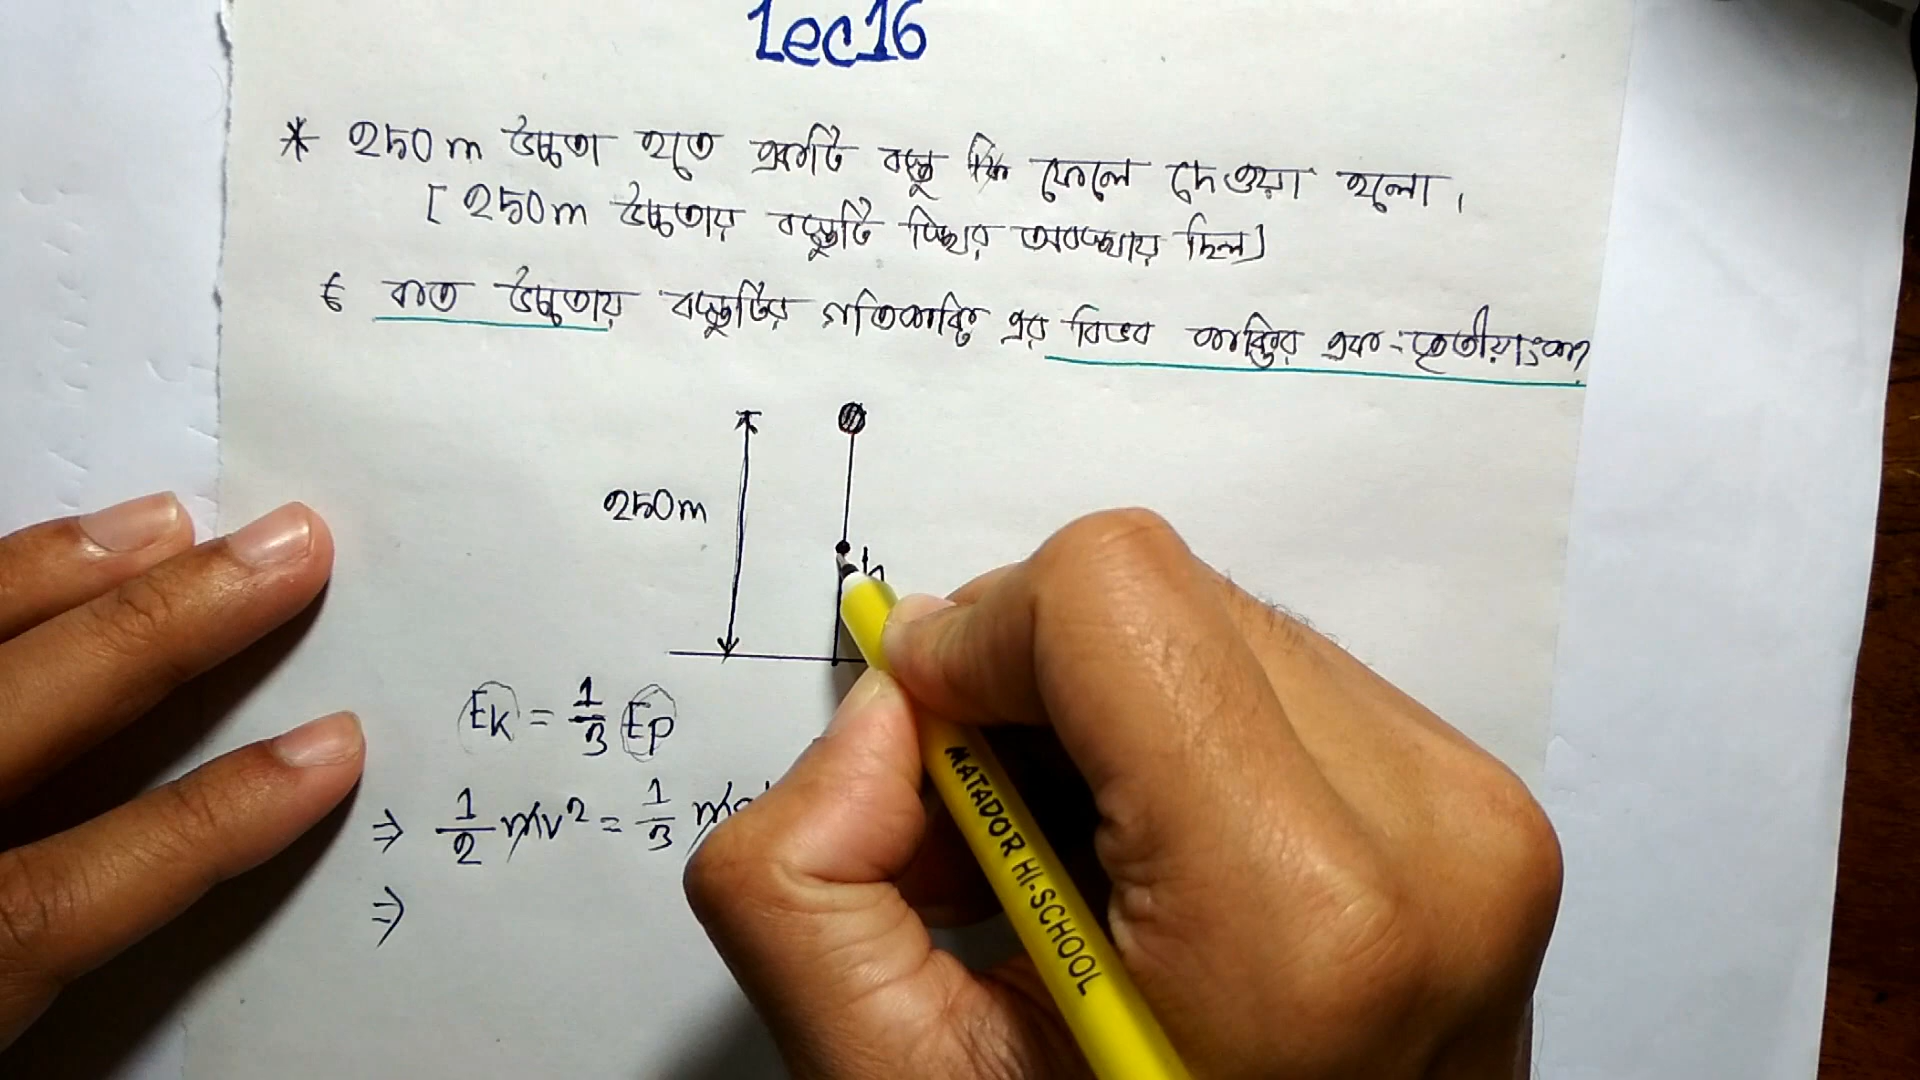 Lec16
* 250m উচ্চতা হতে একটি বস্তু ফেলে দেওয়া হলো।
[250m উচ্চতায় বস্তুটি স্থির অবস্থায় ছিল]
কত উচ্চতায় বস্তুটির গতিশক্তি এর বিভব শক্তির এক-তৃতীয়াংশ?
250m
h
Ek = 1/3 Ep
⇒ 1/2 mv² = 1/3 m
⇒
MATADOR HI-SCHOOL